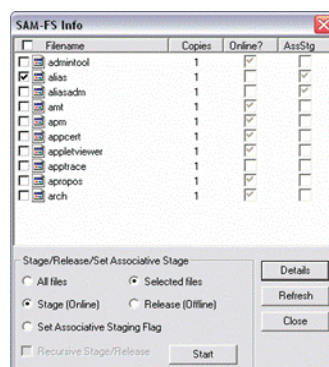 SAM-FS Info
Filename Copies Online? AssStg
admintool 1
alias 1
aliasadm 1
amt 1
apm 1
appcert 1
appletviewer 1
apptrace 1
apropos 1
arch 1
Stage/Release/Set Associative Stage
All files Selected files
Stage (Online) Release (Offline)
Set Associative Staging Flag
Recursive Stage/Release Start
Details
Refresh
Close